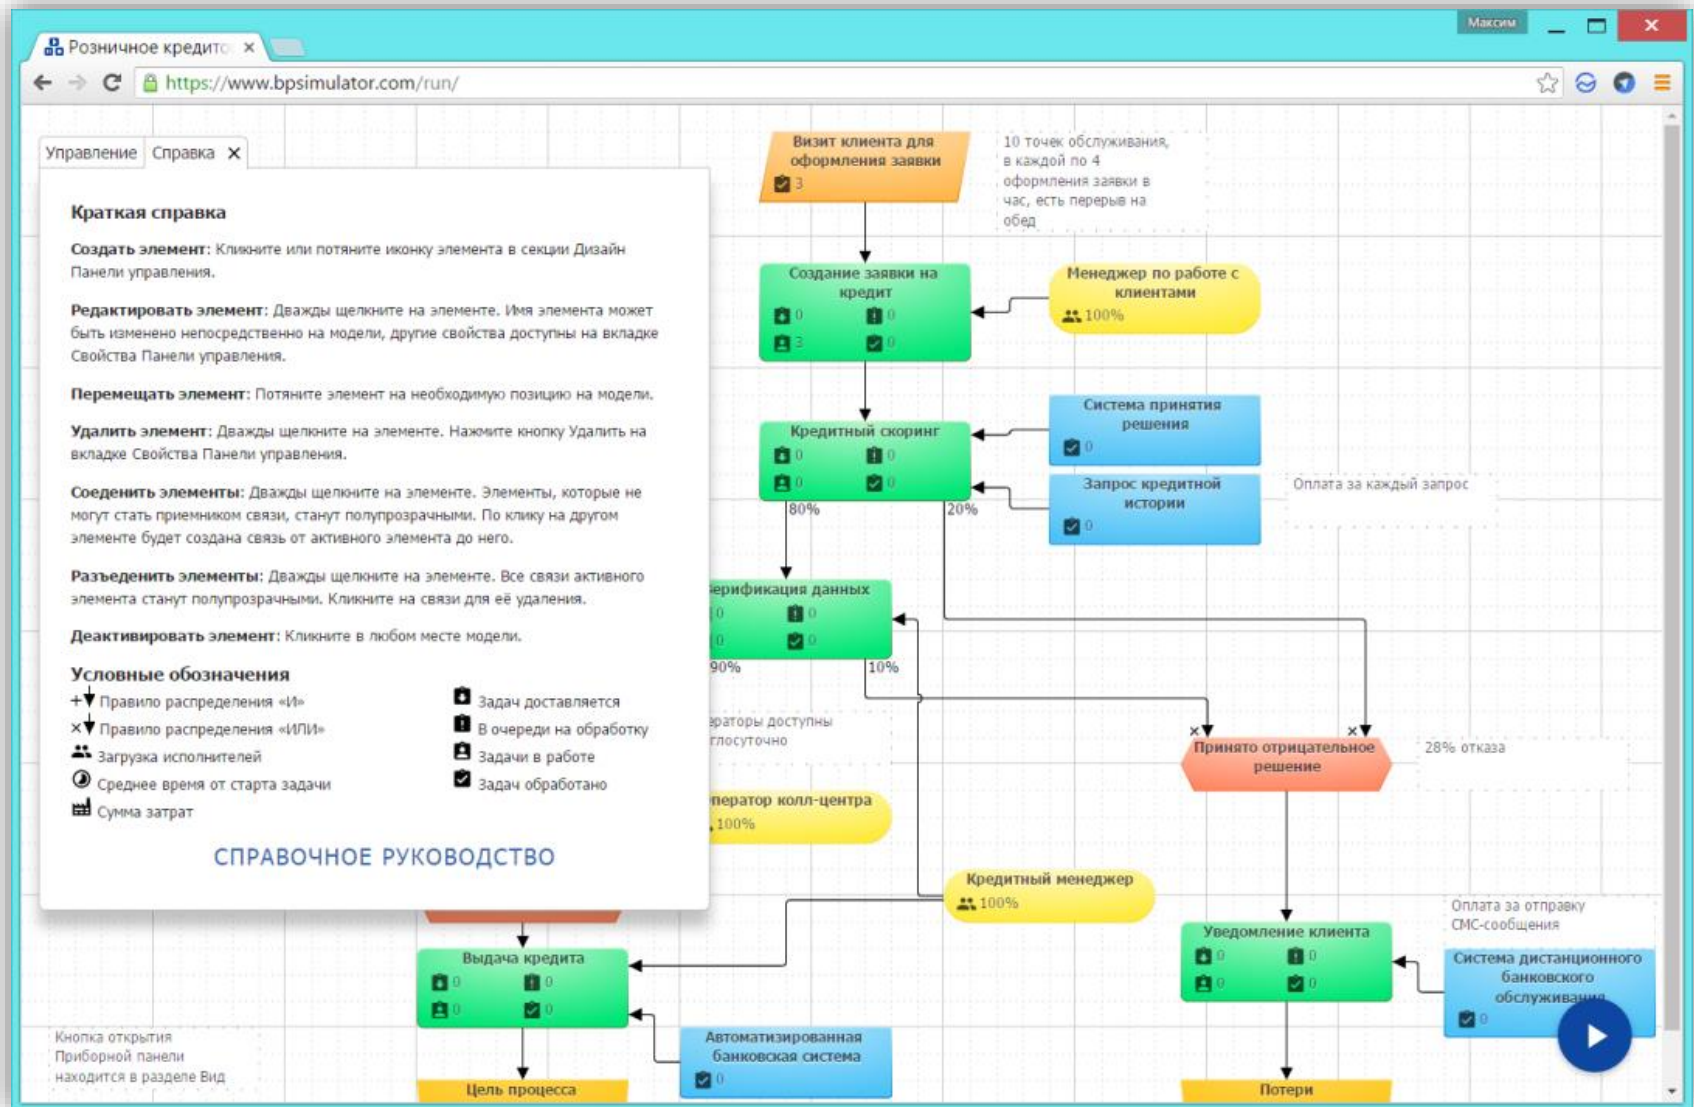 Максим
Розничное кредито
https://www.bpsimulator.com/run/
Управление
Справка
Краткая справка
Создать элемент: Кликните или потяните иконку элемента в секции Дизайн
Панели управления.
Редактировать элемент: Дважды щелкните на элементе. Имя элемента может
быть изменено непосредственно на модели, другие свойства доступны на вкладке
Свойства Панели управления.
Перемещать элемент: Потяните элемент на необходимую позицию на модели.
Удалить элемент: Дважды щелкните на элементе. Нажмите кнопку Удалить на
вкладке Свойства Панели управления.
Соеденить элементы: Дважды щелкните на элементе. Элементы, которые не
могут стать приемником связи, станут полупрозрачными. По клику на другом
элементе будет создана связь от активного элемента до него.
Разъеденить элементы: Дважды щелкните на элементе. Все связи активного
элемента станут полупрозрачными. Кликните на связи для её удаления.
Деактивировать элемент: Кликните в любом месте модели.
Условные обозначения
Правило распределения «И»
Правило распределения «ИЛИ»
Загрузка исполнителей
Среднее время от старта задачи
Сумма затрат
Задач доставляется
В очереди на обработку
Задачи в работе
Задач обработано
СПРАВОЧНОЕ РУКОВОДСТВО
Визит клиента для
оформления заявки
3
10 точек обслуживания,
в каждой по 4
оформления заявки в
час, есть перерыв на
обед
Создание заявки на
кредит
0 0
3 0
Менеджер по работе с
клиентами
100%
Кредитный скоринг
0 0
0 0
80%
20%
Система принятия
решения
0
Запрос кредитной
истории
0
Оплата за каждый запрос
ерификация данных
0 0
0 0
90%
10%
ераторы доступны
глосуточно
Принято отрицательное
решение
28% отказа
ператор колл-центра
100%
Кредитный менеджер
100%
Уведомление клиента
0 0
0 0
Оплата за отправку
СМС-сообщения
Система дистанционного
банковского
обслуживания
0
Выдача кредита
0 0
0 0
Автоматизированная
банковская система
0
Кнопка открытия
Приборной панели
находится в разделе Вид
Цель процесса
Потери